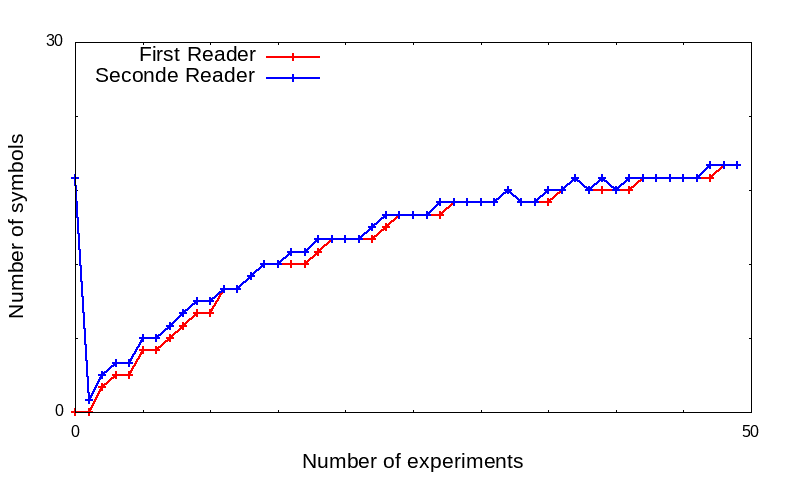 30
First Reader
Seconde Reader
Number of symbols
0
0
50
Number of experiments